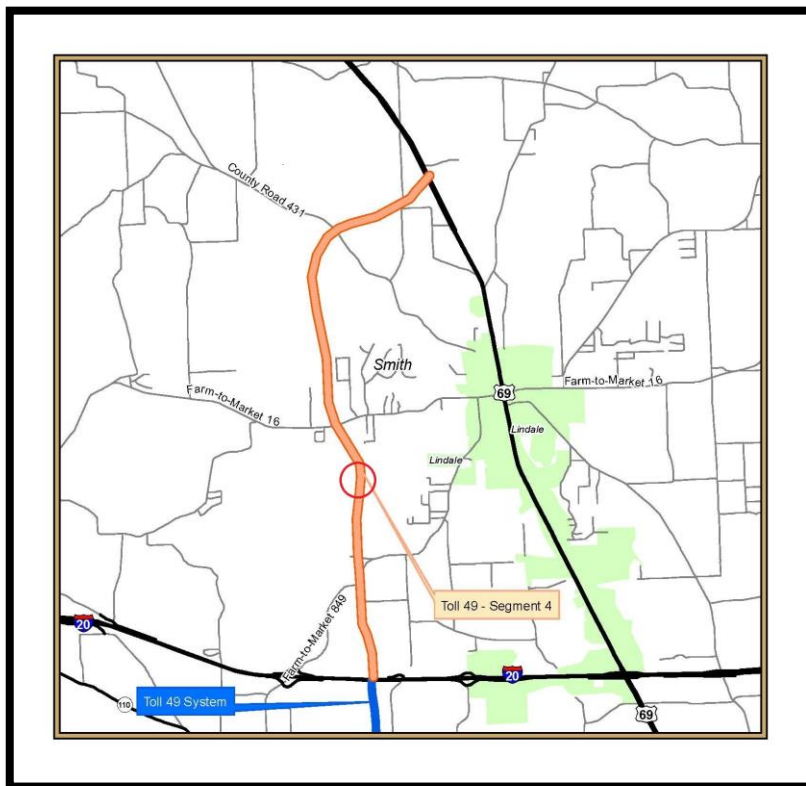 County Road 431
Smith
Farm-to-Market 16
69
Farm-to-Market 16
Lindale
Lindale
Toll 49 - Segment 4
Farm-to-Market 849
20
20
Toll 49 System
110
69